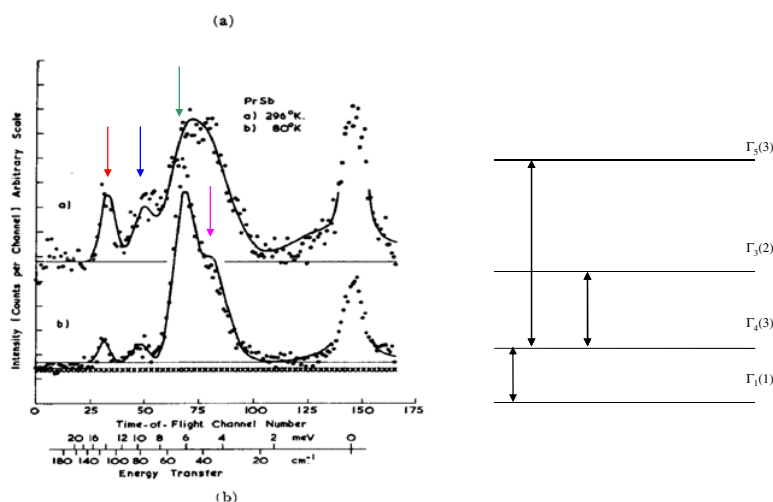 (a)
Intensity (Counts per Channel) Arbitrary Scale
PrSb
a) 296°K.
b) 80°K
a)
b)
0 25 50 75 100 125 150 175
Time-of-Flight Channel Number
20 16 12 10 8 6 4 2 meV 0
180 140 100 80 60 40 20 cm⁻¹ 0
Energy Transfer
(b)
Γ₅(3)
Γ₃(2)
Γ₄(3)
Γ₁(1)